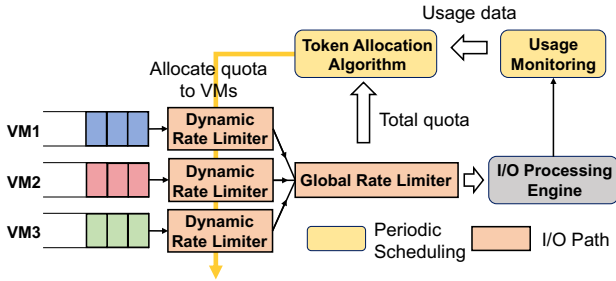 Usage data
Token Allocation
Algorithm
Usage
Monitoring
Allocate quota
to VMs
Total quota
VM1
Dynamic
Rate Limiter
VM2
Dynamic
Rate Limiter
Global Rate Limiter
I/O Processing
Engine
VM3
Dynamic
Rate Limiter
Periodic
Scheduling
I/O Path